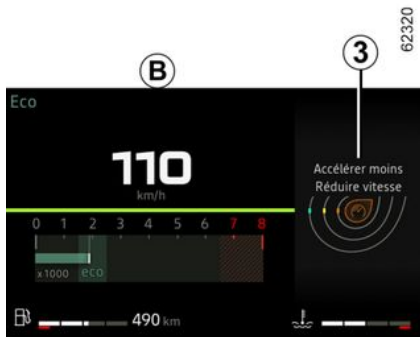 62320
B
3
Eco
110
km/h
Accélérer moins
Réduire vitesse
0 1 2 3 4 5 6 7 8
x 1000 eco
490 km